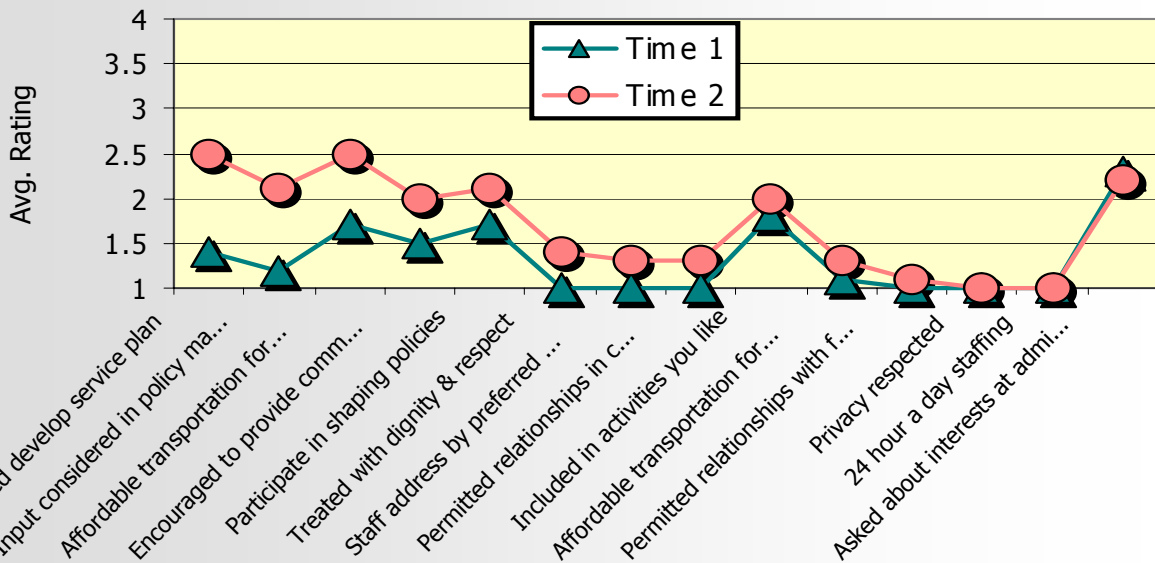 4
3.5
3
2.5
2
1.5
1
Avg. Rating
Time 1
Time 2
develop service plan
Input considered in policy ma...
Affordable transportation for...
Encouraged to provide comm...
Participate in shaping policies
Treated with dignity & respect
Staff address by preferred ...
Permitted relationships in c...
Included in activities you like
Affordable transportation for...
Permitted relationships with f...
Privacy respected
24 hour a day staffing
Asked about interests at admi...